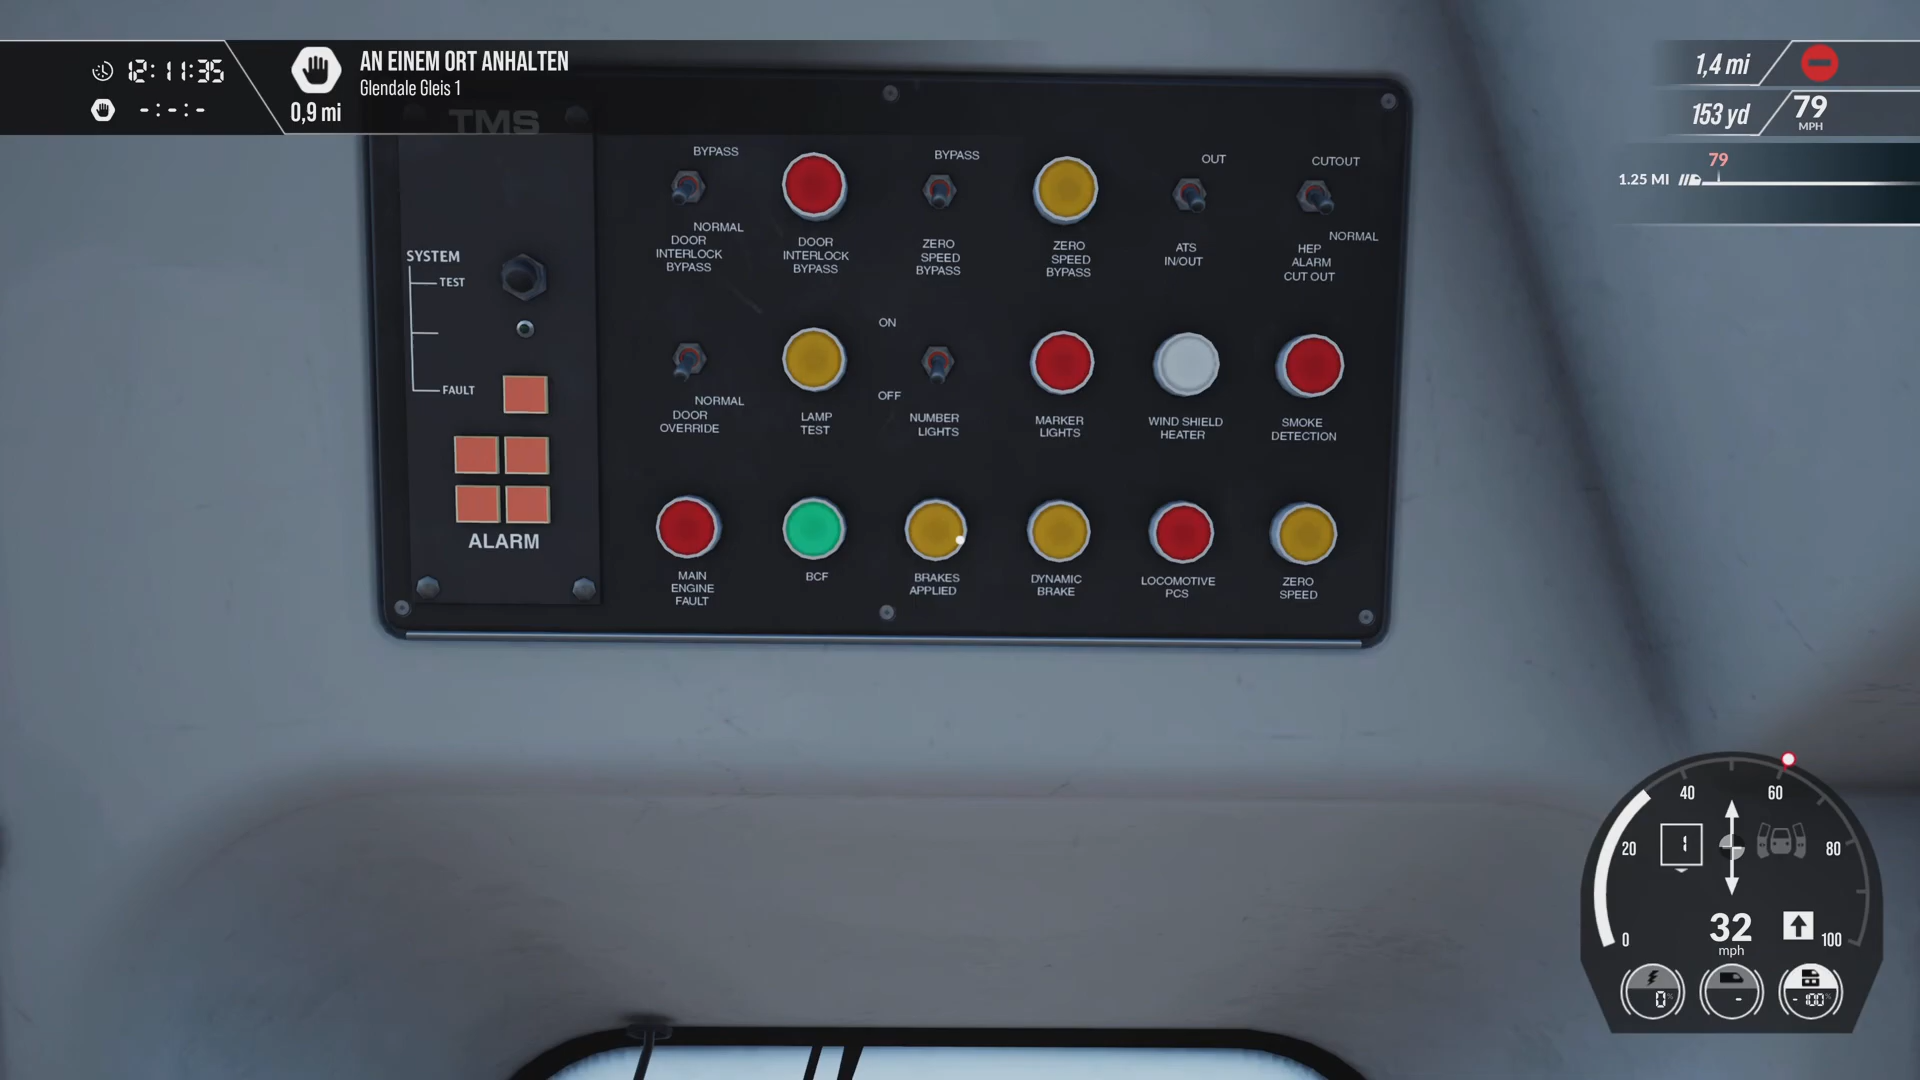 12:11:35
-:-:-
AN EINEM ORT ANHALTEN
Glendale Gleis 1
0,9 mi
1,4 mi
153 yd
79
MPH
79
1.25 MI
TMS
SYSTEM
TEST
FAULT
ALARM
BYPASS
NORMAL
DOOR
INTERLOCK
BYPASS
DOOR
INTERLOCK
BYPASS
BYPASS
ZERO
SPEED
BYPASS
ZERO
SPEED
BYPASS
OUT
ATS
IN/OUT
CUTOUT
NORMAL
HEP
ALARM
CUT OUT
NORMAL
DOOR
OVERRIDE
LAMP
TEST
ON
OFF
NUMBER
LIGHTS
MARKER
LIGHTS
WIND SHIELD
HEATER
SMOKE
DETECTION
MAIN
ENGINE
FAULT
BCF
BRAKES
APPLIED
DYNAMIC
BRAKE
LOCOMOTIVE
PCS
ZERO
SPEED
40
60
20
1
80
32
mph
0
100
0%
-
-100%